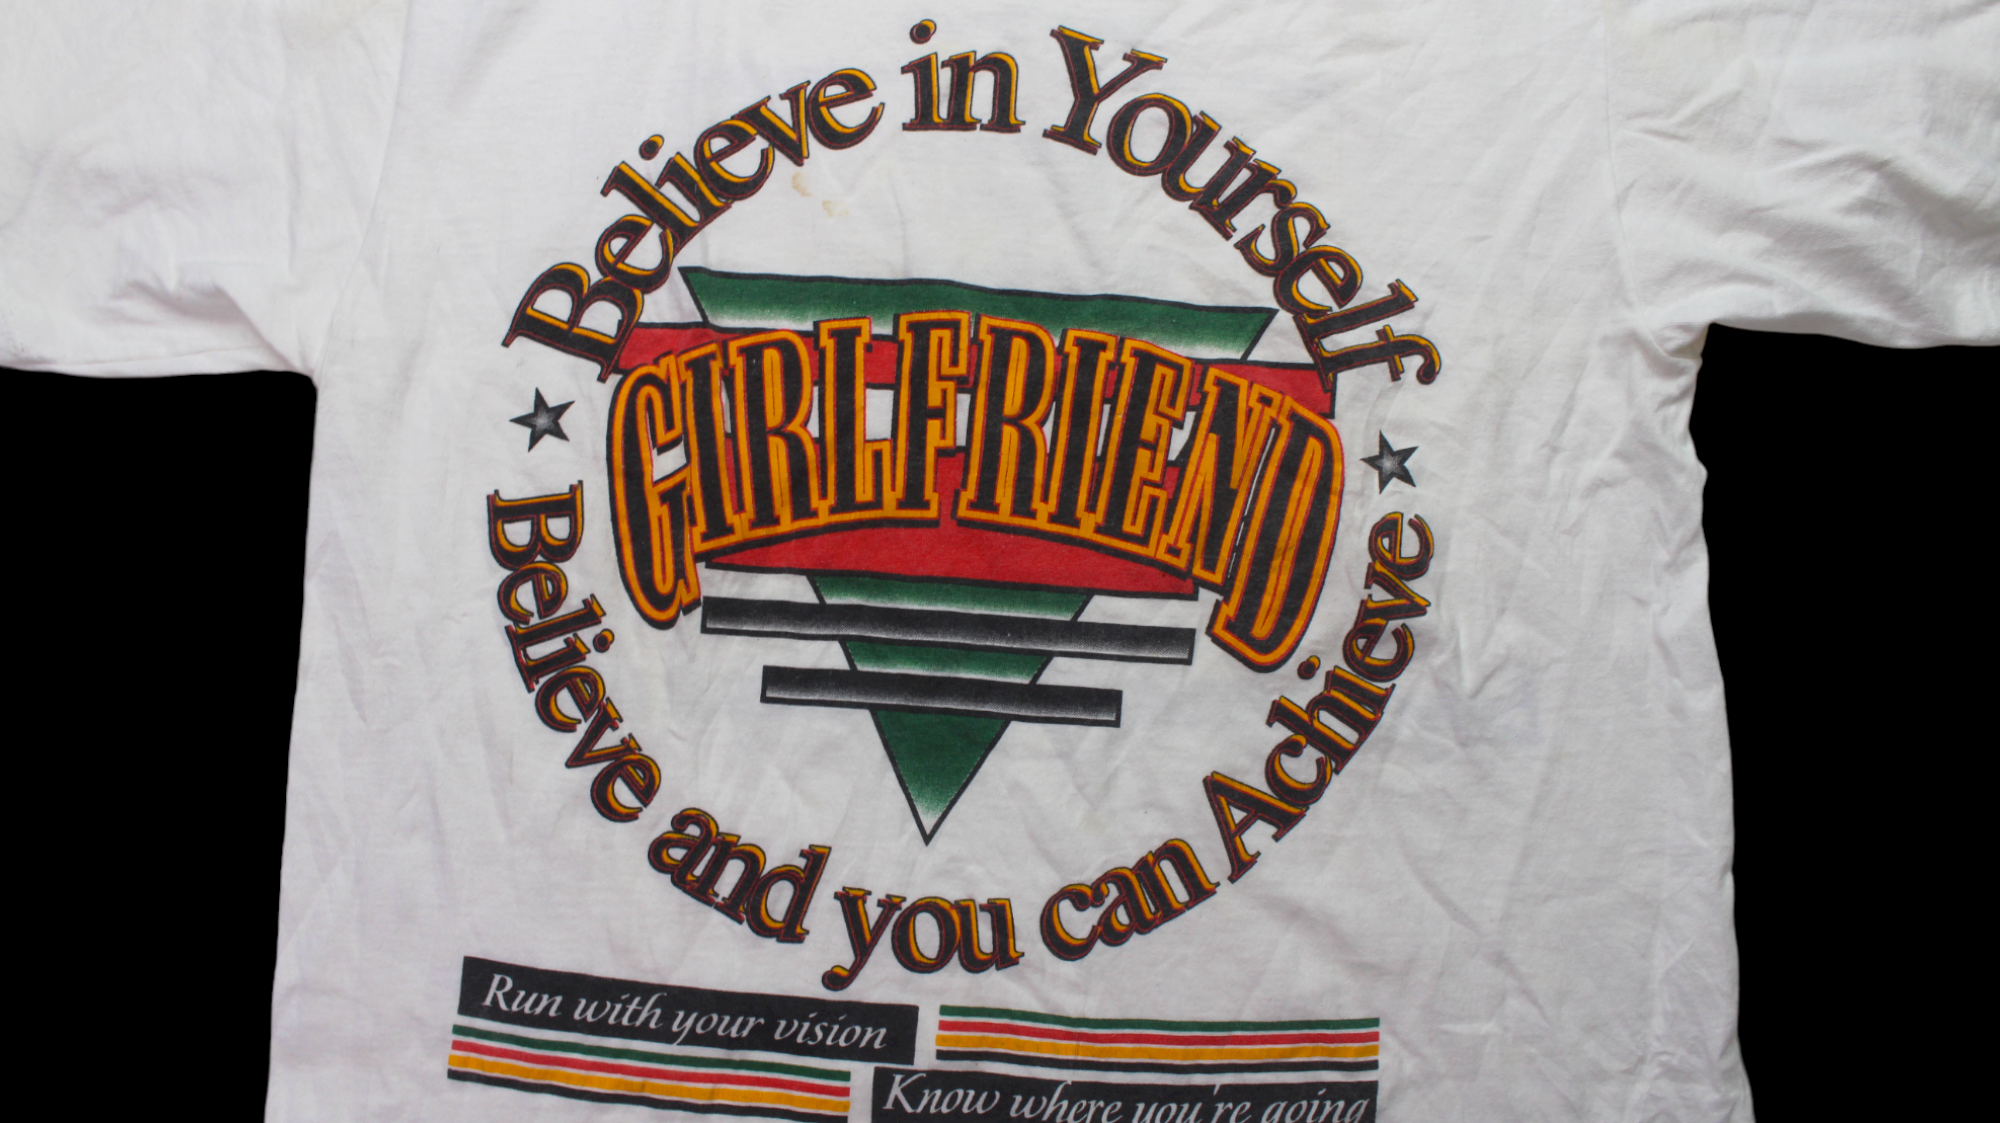 Believe in Yourself
GIRLFRIEND
Believe and you can Achieve
Run with your vision
Know where you're going